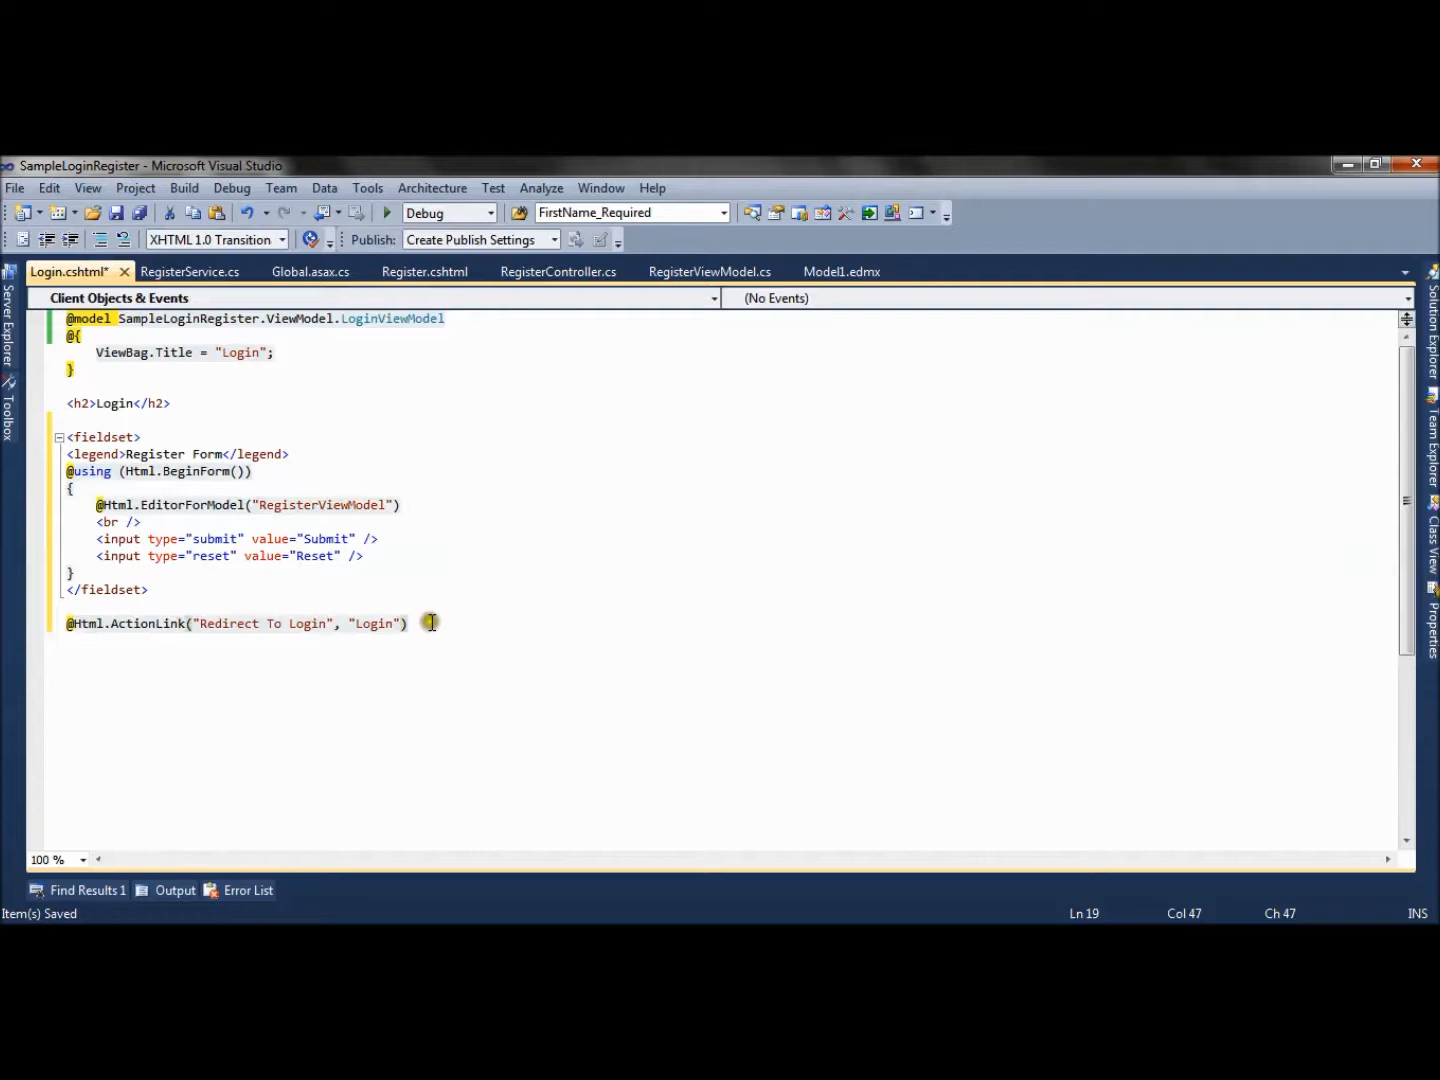 SampleLoginRegister - Microsoft Visual Studio
File Edit View Project Build Debug Team Data Tools Architecture Test Analyze Window Help
Debug FirstName_Required
XHTML 1.0 Transition Publish: Create Publish Settings
Login.cshtml* RegisterService.cs Global.asax.cs Register.cshtml RegisterController.cs RegisterViewModel.cs Model1.edmx
Client Objects & Events (No Events)
@model SampleLoginRegister.ViewModel.LoginViewModel
@{
ViewBag.Title = "Login";
}
<h2>Login</h2>
<fieldset>
<legend>Register Form</legend>
@using (Html.BeginForm())
{
@Html.EditorForModel("RegisterViewModel")
<br />
<input type="submit" value="Submit" />
<input type="reset" value="Reset" />
}
</fieldset>
@Html.ActionLink("Redirect To Login", "Login")
100 %
Find Results 1 Output Error List
Item(s) Saved Ln 19 Col 47 Ch 47 INS
Server Explorer
Toolbox
Solution Explorer
Team Explorer
Class View
Properties